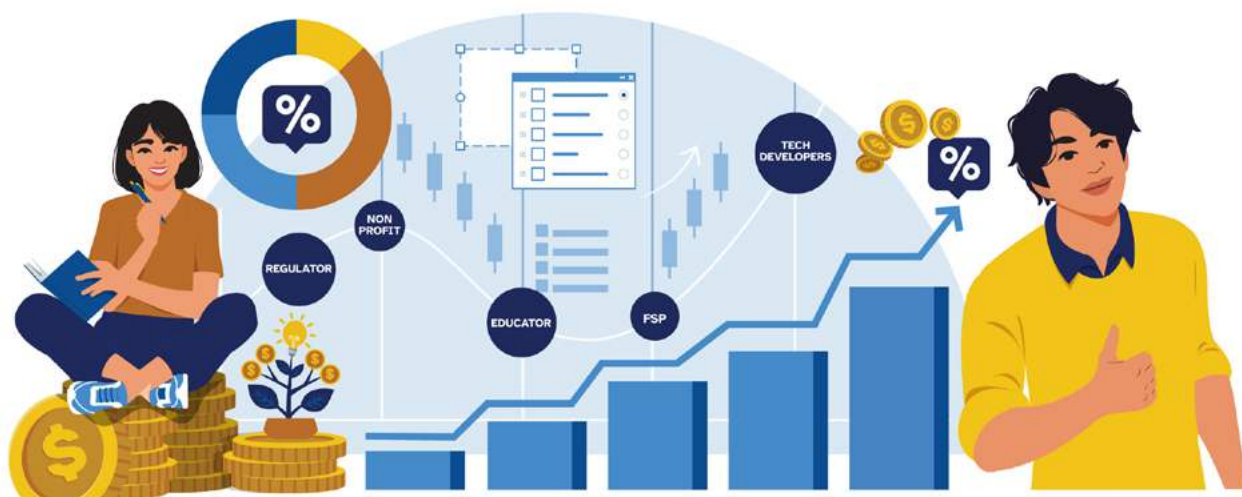 %
NON
PROFIT
REGULATOR
EDUCATOR
FSP
TECH
DEVELOPERS
$
%
$
$
$
$